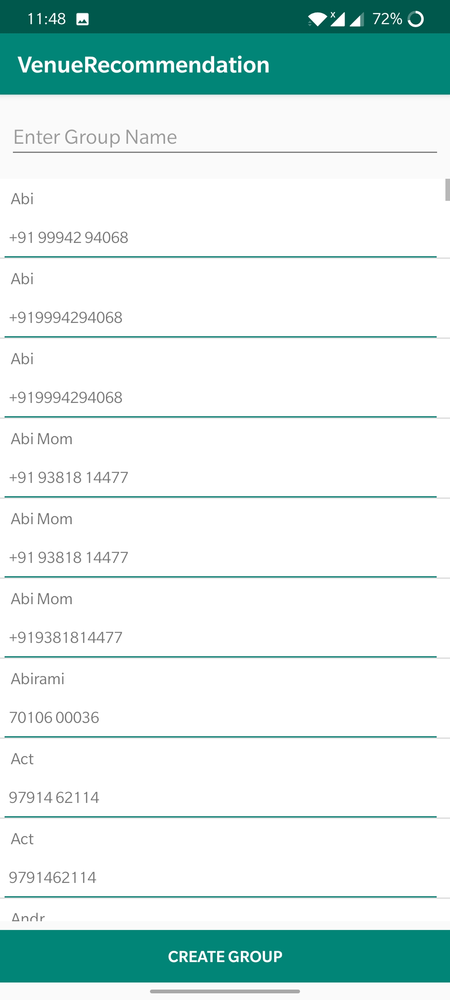 11:48
72%
VenueRecommendation
Enter Group Name
Abi
+91 99942 94068
Abi
+919994294068
Abi
+919994294068
Abi Mom
+91 93818 14477
Abi Mom
+91 93818 14477
Abi Mom
+919381814477
Abirami
70106 00036
Act
97914 62114
Act
9791462114
Andr
CREATE GROUP